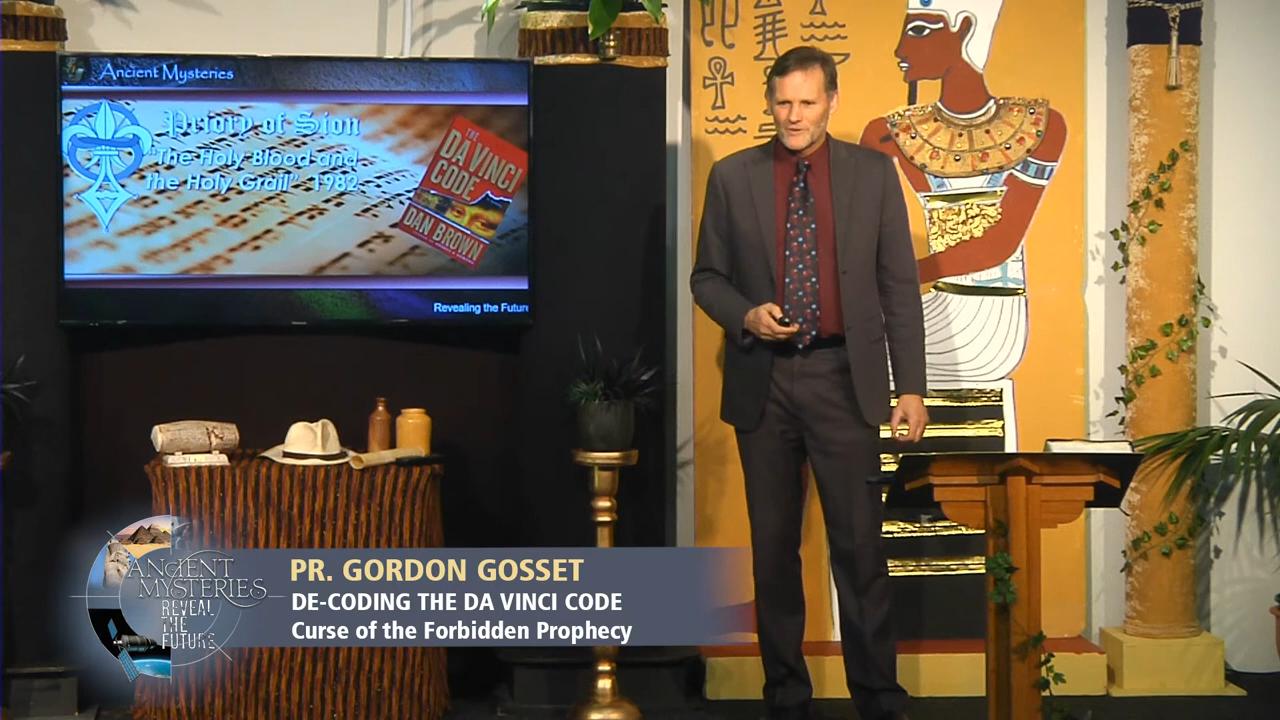 Ancient Mysteries
Priory of Sion
"The Holy Blood and
the Holy Grail" 1982
THE
DA VINCI
CODE
DAN BROWN
Revealing the Future
ANCIENT
MYSTERIES
REVEAL
THE
FUTURE
PR. GORDON GOSSET
DE-CODING THE DA VINCI CODE
Curse of the Forbidden Prophecy